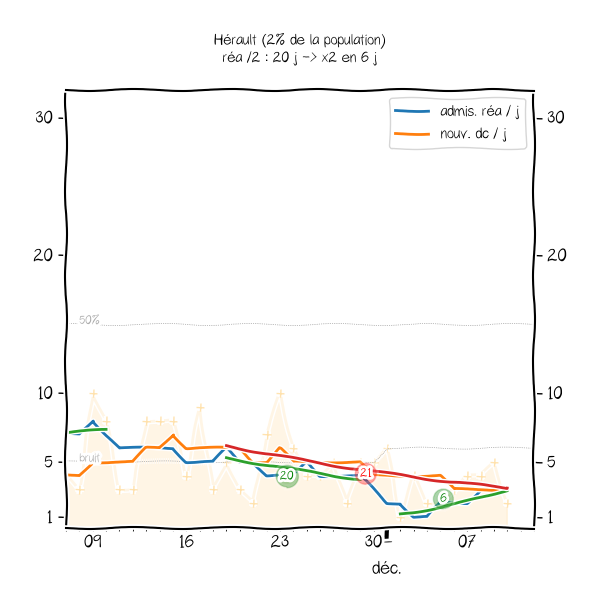 Hérault (2% de la population)
réa /2 : 20 j -> x2 en 6 j
admis. réa / j
nouv. dc / j
30 30
20 20
50%
10 10
bruit
5 5
20 21 6
1 1
09 16 23 30 07
déc.